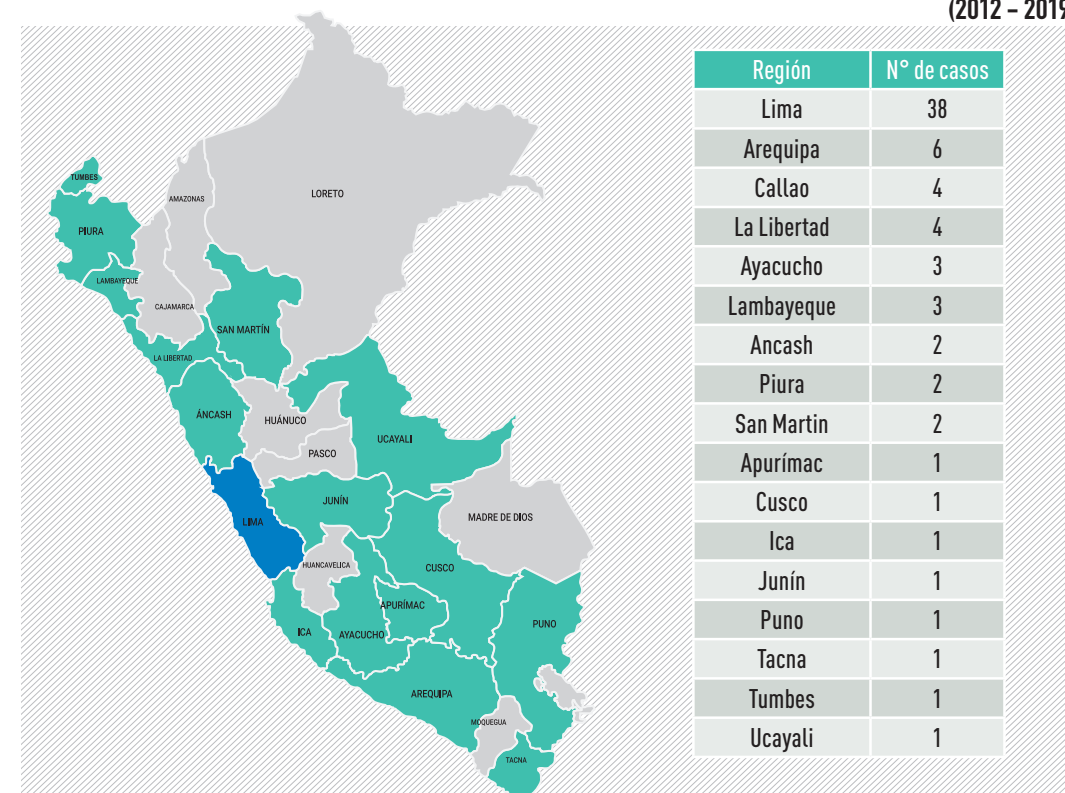 (2012 – 2019
TUMBES
AMAZONAS
LORETO
PIURA
LAMBAYEQUE
CAJAMARCA
SAN MARTÍN
LA LIBERTAD
ÁNCASH
HUÁNUCO
UCAYALI
PASCO
JUNÍN
LIMA
MADRE DE DIOS
HUANCAVELICA
CUSCO
APURÍMAC
ICA
AYACUCHO
PUNO
AREQUIPA
MOQUEGUA
TACNA
Región N° de casos
Lima 38
Arequipa 6
Callao 4
La Libertad 4
Ayacucho 3
Lambayeque 3
Ancash 2
Piura 2
San Martin 2
Apurímac 1
Cusco 1
Ica 1
Junín 1
Puno 1
Tacna 1
Tumbes 1
Ucayali 1